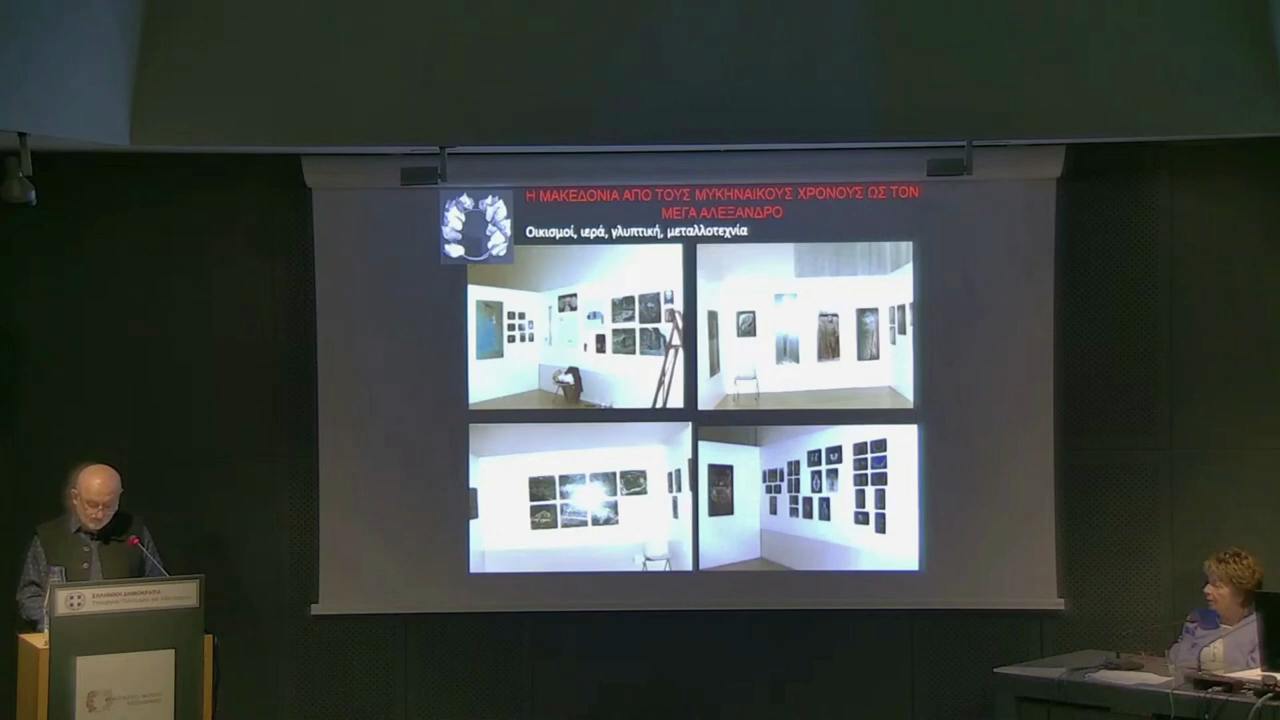 Η ΜΑΚΕΔΟΝΙΑ ΑΠΟ ΤΟΥΣ ΜΥΚΗΝΑΙΚΟΥΣ ΧΡΟΝΟΥΣ ΩΣ ΤΟΝ
ΜΕΓΑ ΑΛΕΞΑΝΔΡΟ
Οικισμοί, ιερά, γλυπτική, μεταλλοτεχνία
ΕΛΛΗΝΙΚΗ ΔΗΜΟΚΡΑΤΙΑ